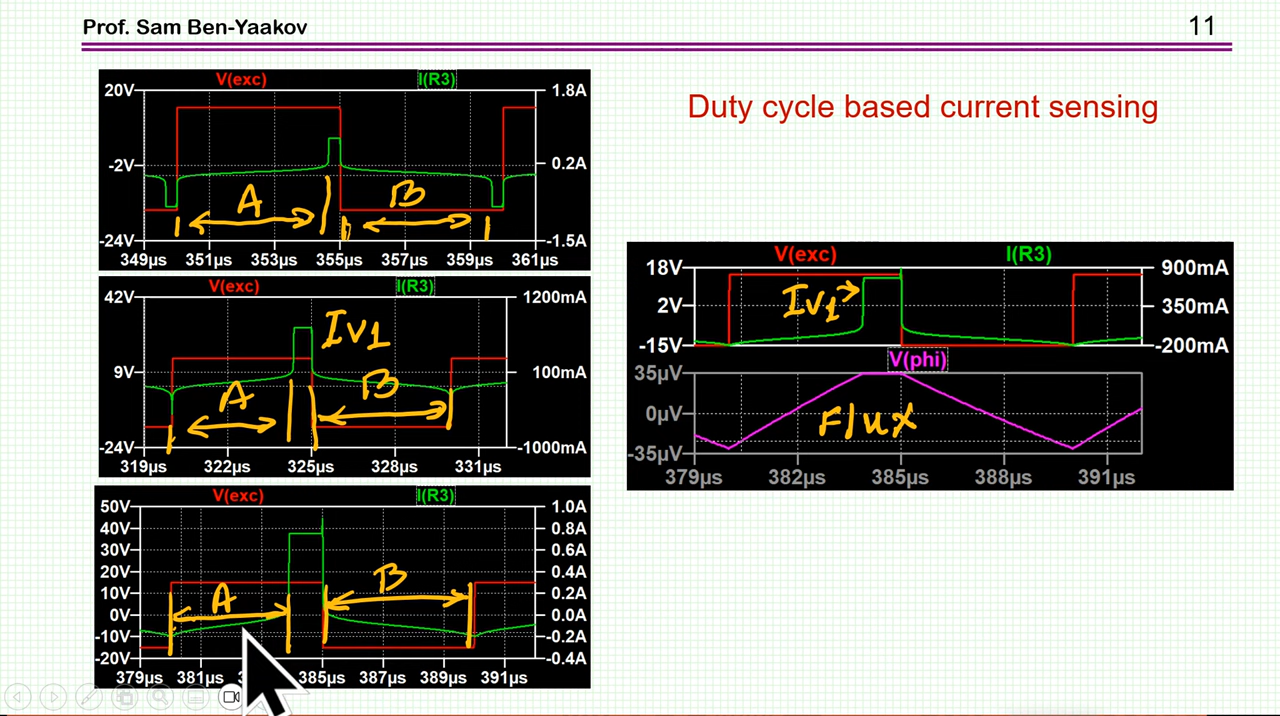 Prof. Sam Ben-Yaakov
11
Duty cycle based current sensing
V(exc) I(R3)
20V 1.8A
-2V 0.2A
A B
-24V -1.5A
349µs 351µs 353µs 355µs 357µs 359µs 361µs
V(exc) I(R3)
42V 1200mA
Iv1
9V 100mA
A B
-24V -1000mA
319µs 322µs 325µs 328µs 331µs
V(exc) I(R3)
50V 1.0A
40V 0.8A
30V 0.6A
20V 0.4A
10V 0.2A
0V 0.0A
-10V -0.2A
-20V -0.4A
A B
379µs 381µs 385µs 387µs 389µs 391µs
V(exc) I(R3)
18V 900mA
Iv1
2V 350mA
-15V -200mA
V(phi)
35µV
0µV
Flux
-35µV
379µs 382µs 385µs 388µs 391µs